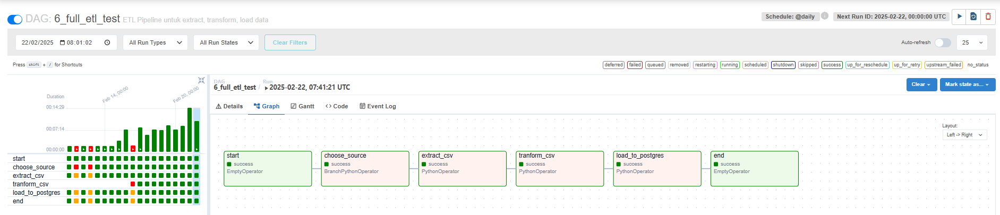 DAG: 6_full_etl_test ETL Pipeline untuk extract, transform, load data
Schedule: @daily
Next Run ID: 2025-02-22, 00:00:00 UTC
22/02/2025 08:01:02
All Run Types
All Run States
Clear Filters
Auto-refresh
25
Press shift + / for Shortcuts
deferred failed queued removed restarting running scheduled shutdown skipped success up_for_reschedule up_for_retry upstream_failed no_status
Duration
Feb 14, 00:00
Feb 20, 00:00
00:14:29
00:07:14
00:00:00
start
choose_source
extract_csv
tranform_csv
load_to_postgres
end
DAG
6_full_etl_test /
Run
2025-02-22, 07:41:21 UTC
Clear
Mark state as...
Details
Graph
Gantt
Code
Event Log
Layout:
Left -> Right
start
success
EmptyOperator
choose_source
success
BranchPythonOperator
extract_csv
success
PythonOperator
tranform_csv
success
PythonOperator
load_to_postgres
success
PythonOperator
end
success
EmptyOperator